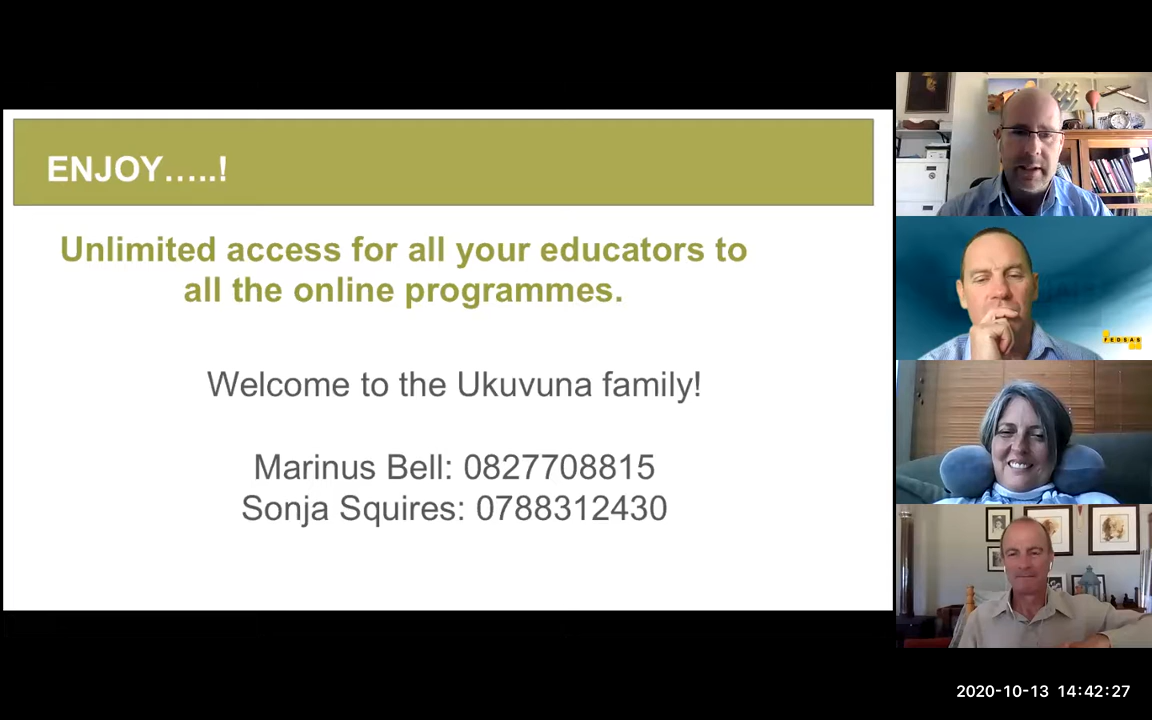 ENJOY…..!
Unlimited access for all your educators to
all the online programmes.
Welcome to the Ukuvuna family!
Marinus Bell: 0827708815
Sonja Squires: 0788312430
FEDSAS
2020-10-13 14:42:27